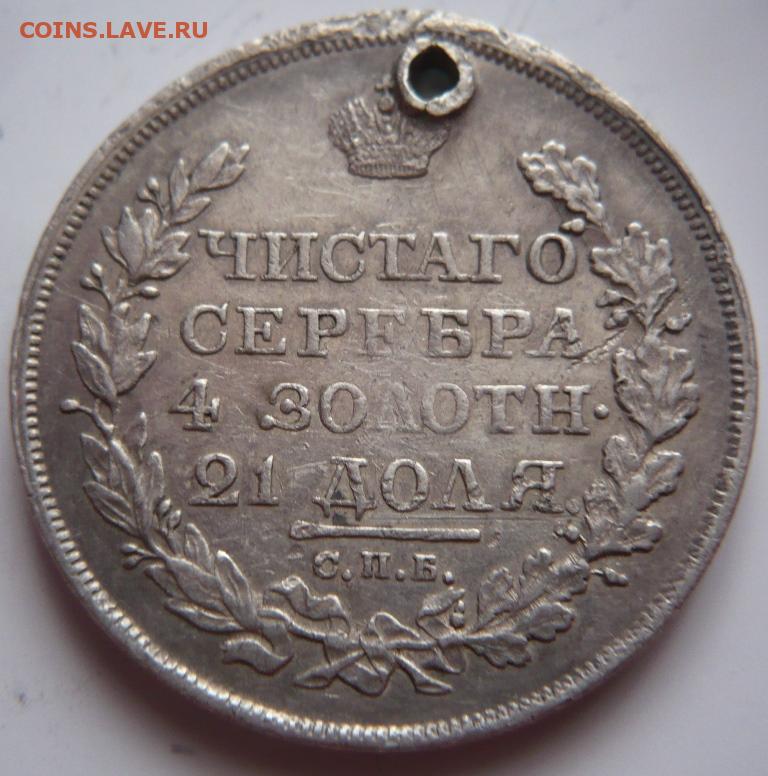 COINS.LAVE.RU
ЧИСТАГО
СЕРЕБРА
4 ЗОЛОТН.
21 ДОЛЯ.
С.П.Б.